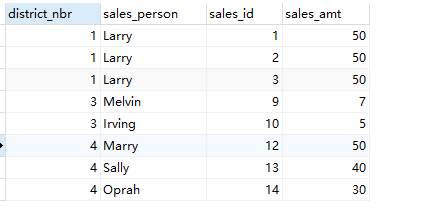 district_nbr sales_person sales_id sales_amt
1 Larry 1 50
1 Larry 2 50
1 Larry 3 50
3 Melvin 9 7
3 Irving 10 5
4 Marry 12 50
4 Sally 13 40
4 Oprah 14 30